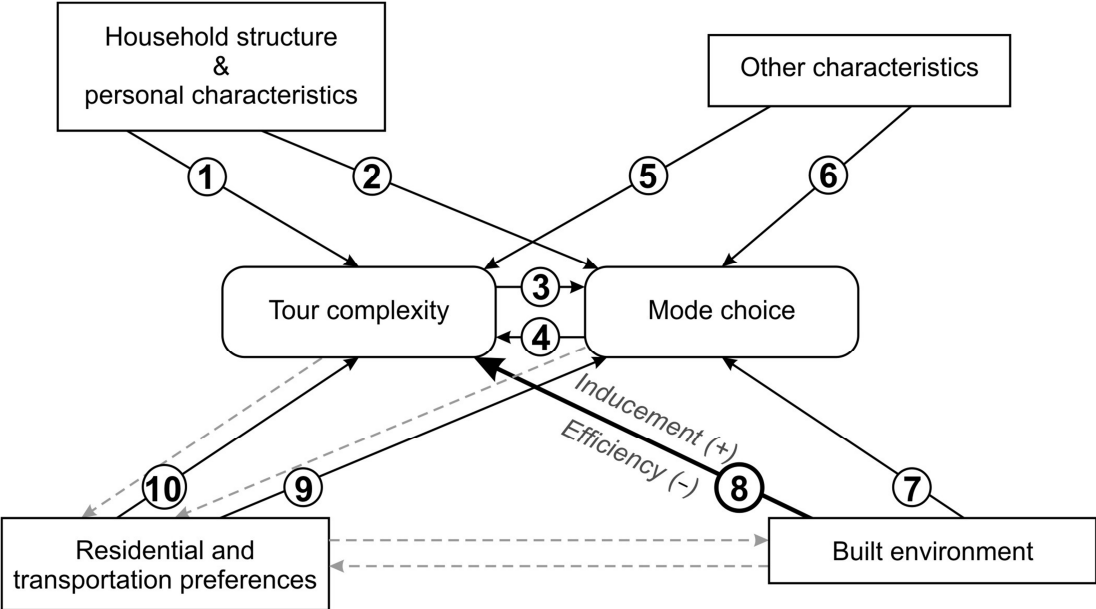 Household structure
&
personal characteristics
Other characteristics
1
2
5
6
Tour complexity
3
Mode choice
4
Inducement (+)
Efficiency (–)
10
9
8
7
Residential and
transportation preferences
Built environment